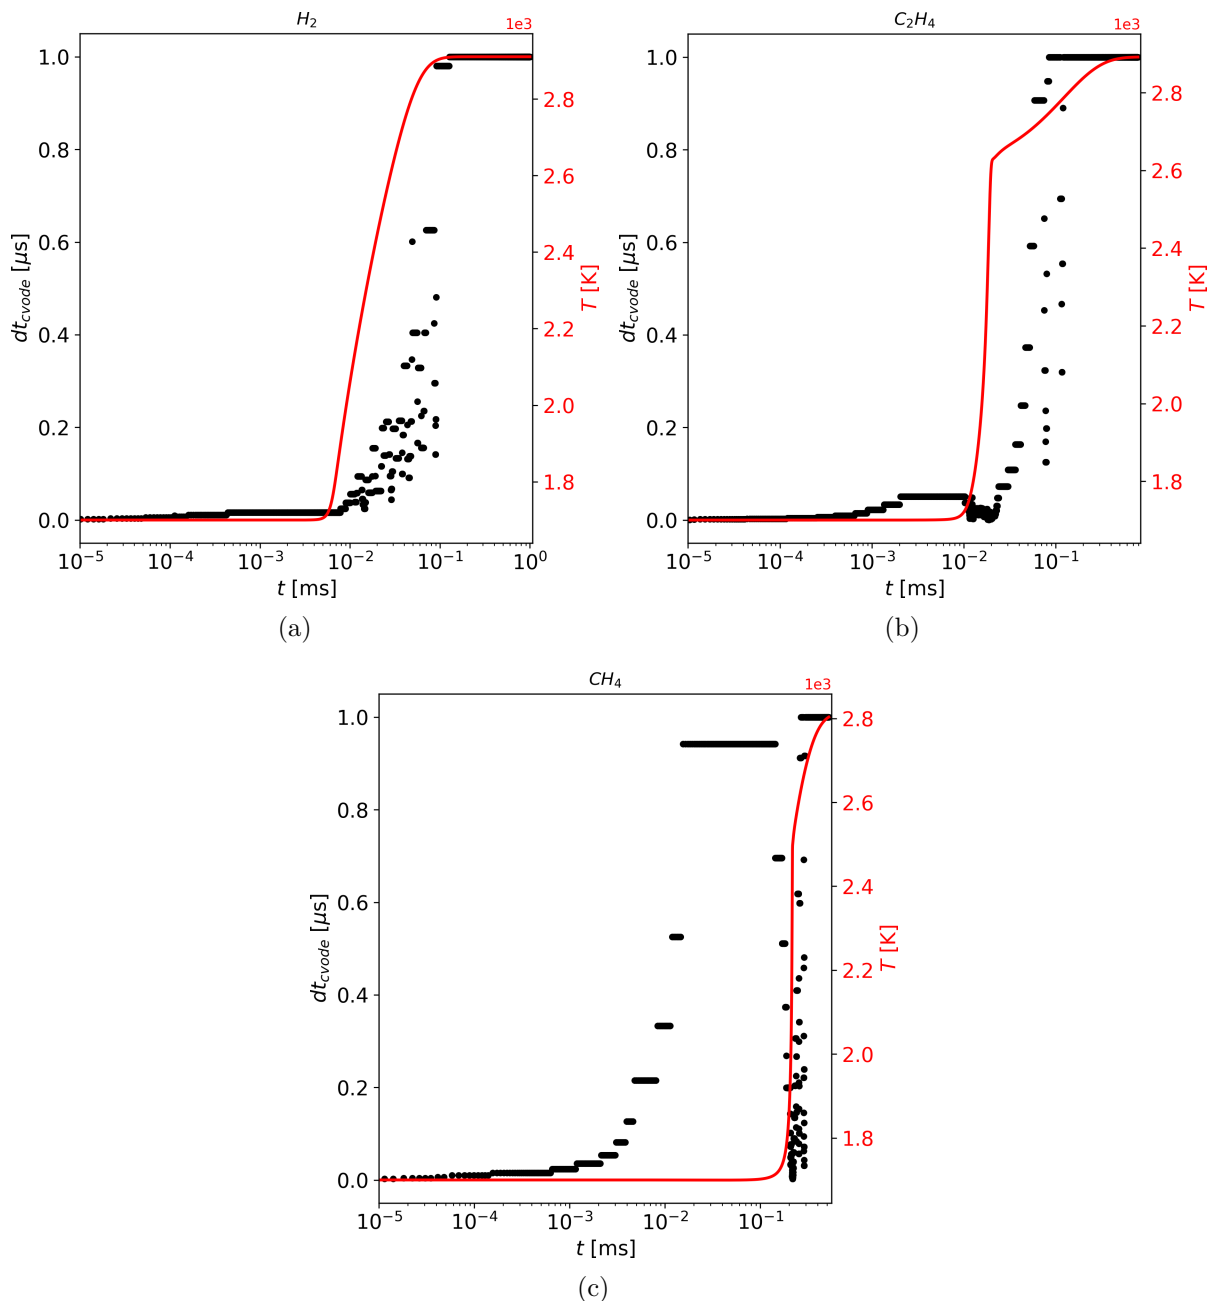 H₂
1e3
1.0
0.8
0.6
0.4
0.2
0.0
dt_cvode [μs]
2.8
2.6
2.4
2.2
2.0
1.8
T [K]
10⁻⁵ 10⁻⁴ 10⁻³ 10⁻² 10⁻¹ 10⁰
t [ms]
(a)
C₂H₄
1e3
1.0
0.8
0.6
0.4
0.2
0.0
dt_cvode [μs]
2.8
2.6
2.4
2.2
2.0
1.8
T [K]
10⁻⁵ 10⁻⁴ 10⁻³ 10⁻² 10⁻¹
t [ms]
(b)
CH₄
1e3
1.0
0.8
0.6
0.4
0.2
0.0
dt_cvode [μs]
2.8
2.6
2.4
2.2
2.0
1.8
T [K]
10⁻⁵ 10⁻⁴ 10⁻³ 10⁻² 10⁻¹
t [ms]
(c)